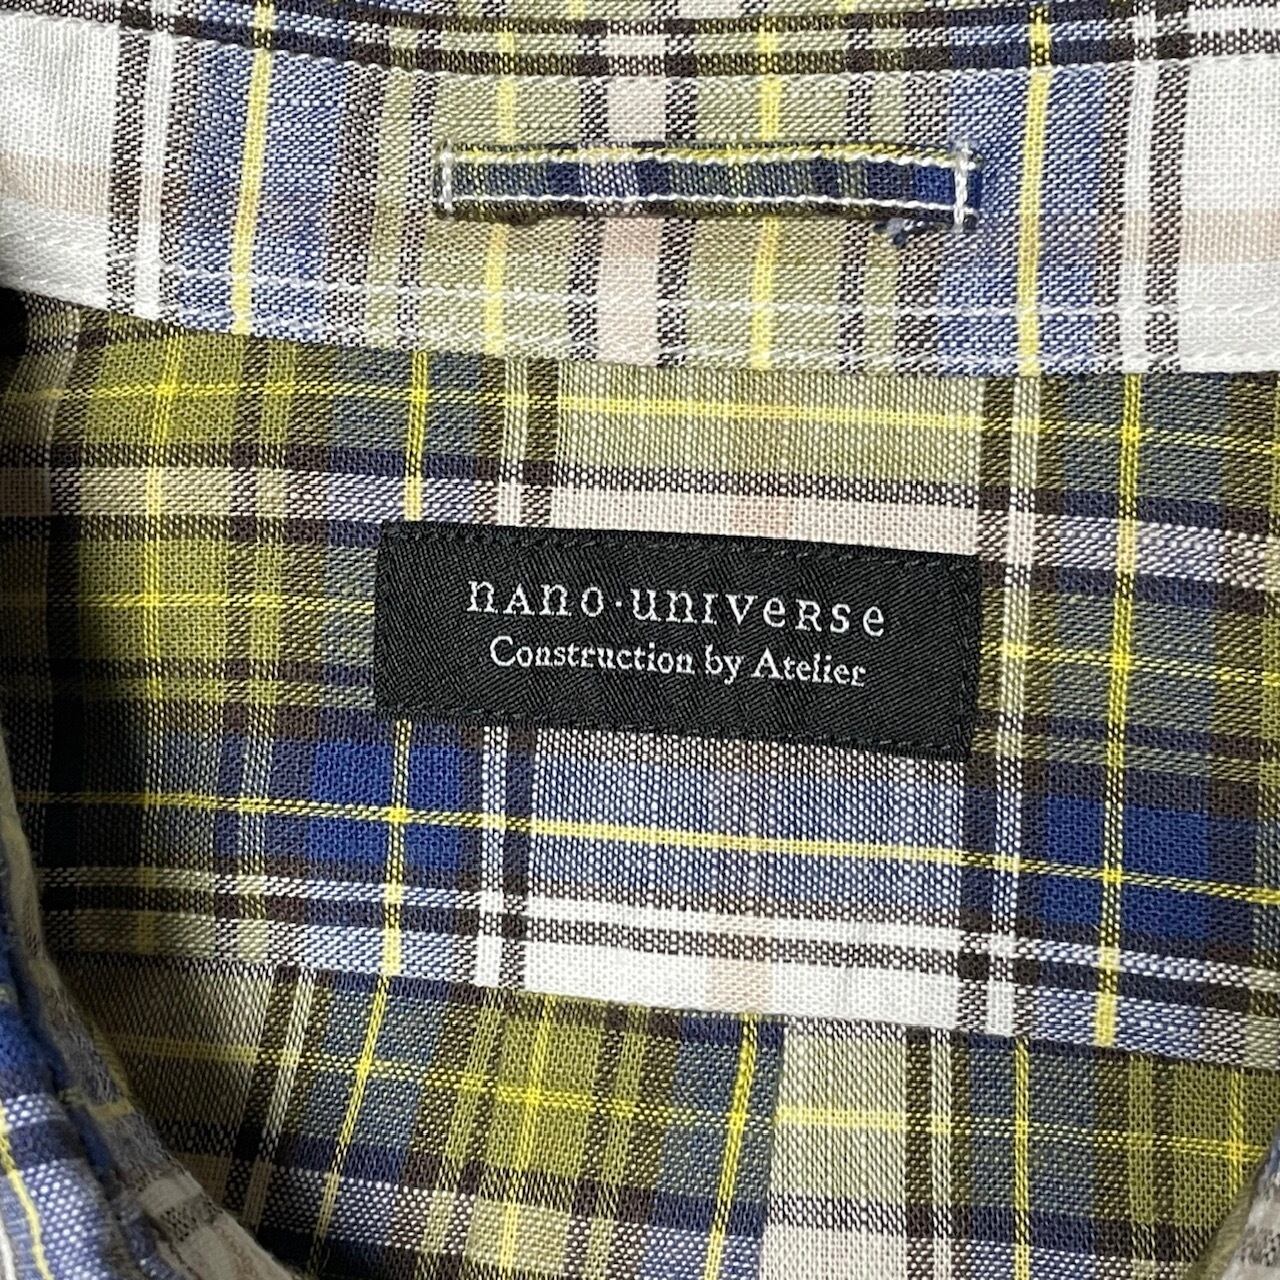 nano·universe
Construction by Atelier